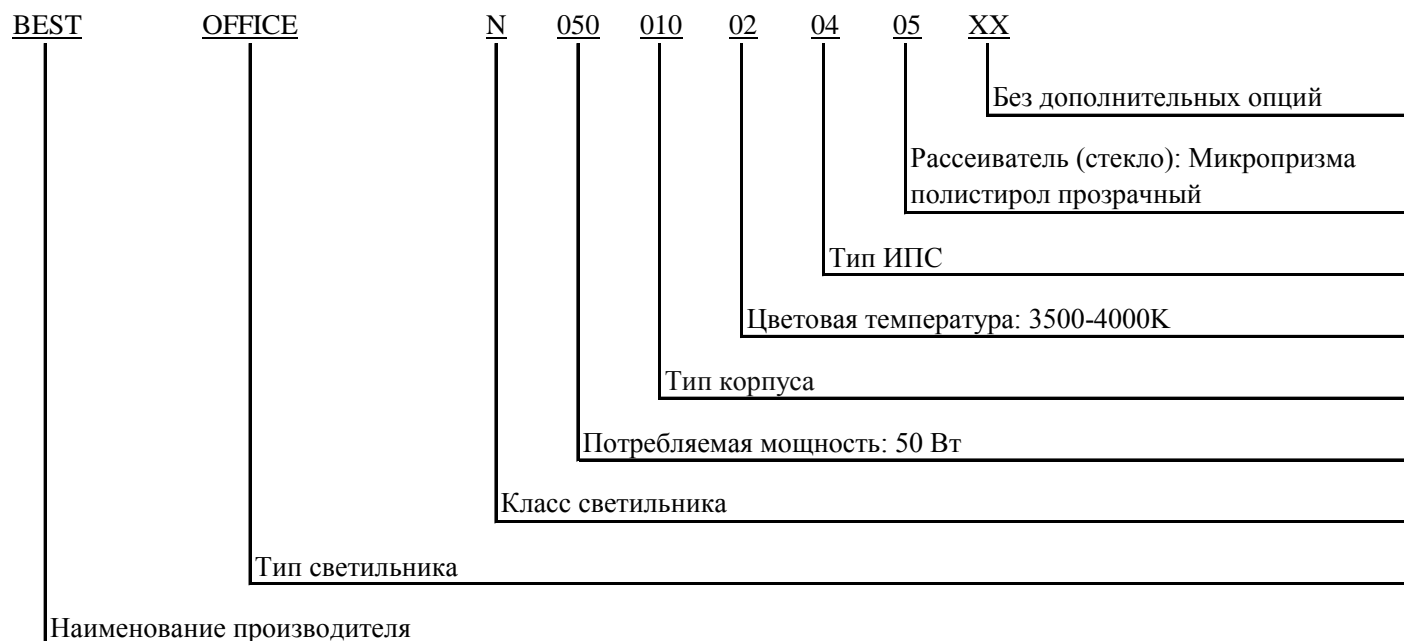 BEST OFFICE N 050 010 02 04 05 XX
Без дополнительных опций
Рассеиватель (стекло): Микропризма
полистирол прозрачный
Тип ИПС
Цветовая температура: 3500-4000K
Тип корпуса
Потребляемая мощность: 50 Вт
Класс светильника
Тип светильника
Наименование производителя